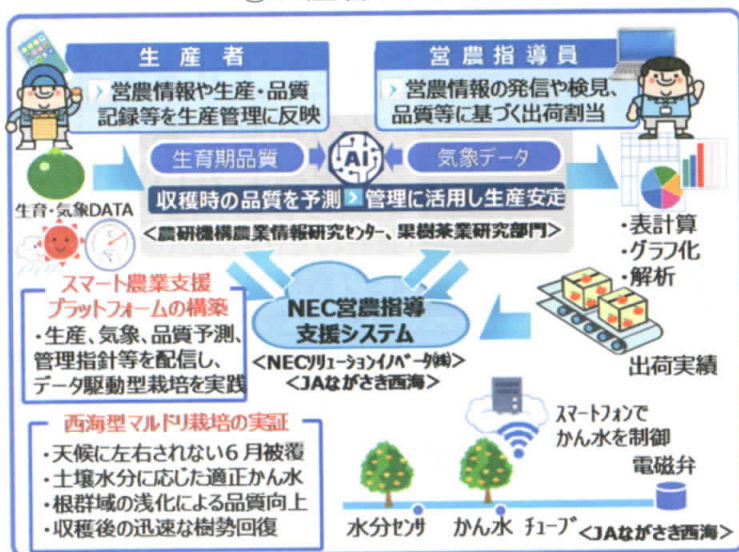 生産者
営農情報や生産・品質
記録等を生産管理に反映
営農指導員
営農情報の発信や検見、
品質等に基づく出荷割当
生育期品質
AI
気象データ
収穫時の品質を予測
管理に活用し生産安定
<農研機構農業情報研究センター、果樹茶業研究部門>
生育・気象DATA
・表計算
・グラフ化
・解析
スマート農業支援
プラットフォームの構築
・生産、気象、品質予測、
管理指針等を配信し、
データ駆動型栽培を実践
NEC営農指導
支援システム
<NECソリューションイノベータ㈱>
<JAながさき西海>
出荷実績
西海型マルドリ栽培の実証
・天候に左右されない6月被覆
・土壌水分に応じた適正かん水
・根群域の浅化による品質向上
・収穫後の迅速な樹勢回復
スマートフォンで
かん水を制御
電磁弁
水分センサ
かん水 チューブ
<JAながさき西海>